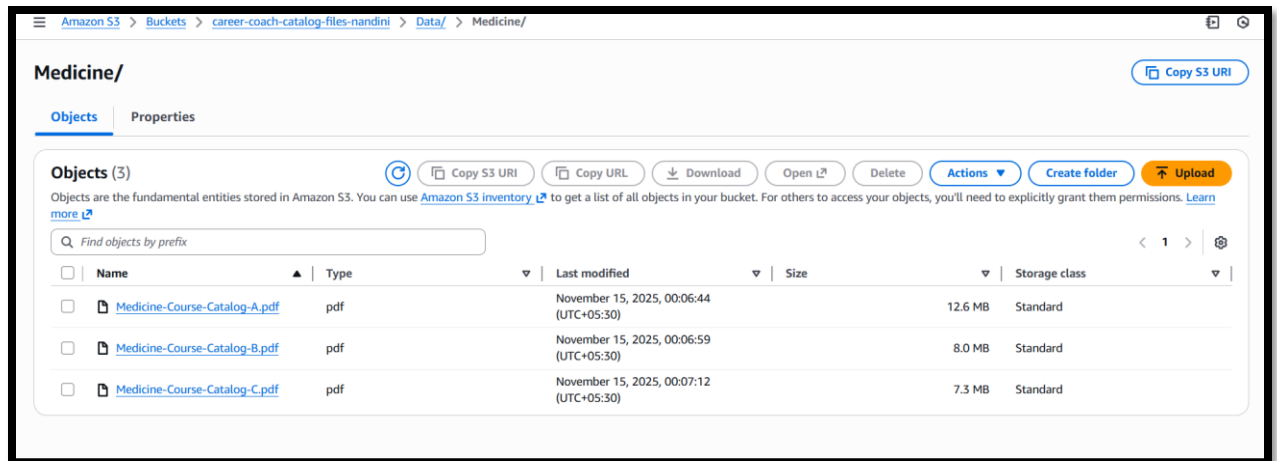 Amazon S3 > Buckets > career-coach-catalog-files-nandini > Data/ > Medicine/
Medicine/
Copy S3 URI
Objects Properties
Objects (3)
Copy S3 URI Copy URL Download Open Delete Actions Create folder Upload
Objects are the fundamental entities stored in Amazon S3. You can use Amazon S3 inventory to get a list of all objects in your bucket. For others to access your objects, you'll need to explicitly grant them permissions. Learn
more
Find objects by prefix
< 1 >
Name Type Last modified Size Storage class
Medicine-Course-Catalog-A.pdf pdf November 15, 2025, 00:06:44 (UTC+05:30) 12.6 MB Standard
Medicine-Course-Catalog-B.pdf pdf November 15, 2025, 00:06:59 (UTC+05:30) 8.0 MB Standard
Medicine-Course-Catalog-C.pdf pdf November 15, 2025, 00:07:12 (UTC+05:30) 7.3 MB Standard